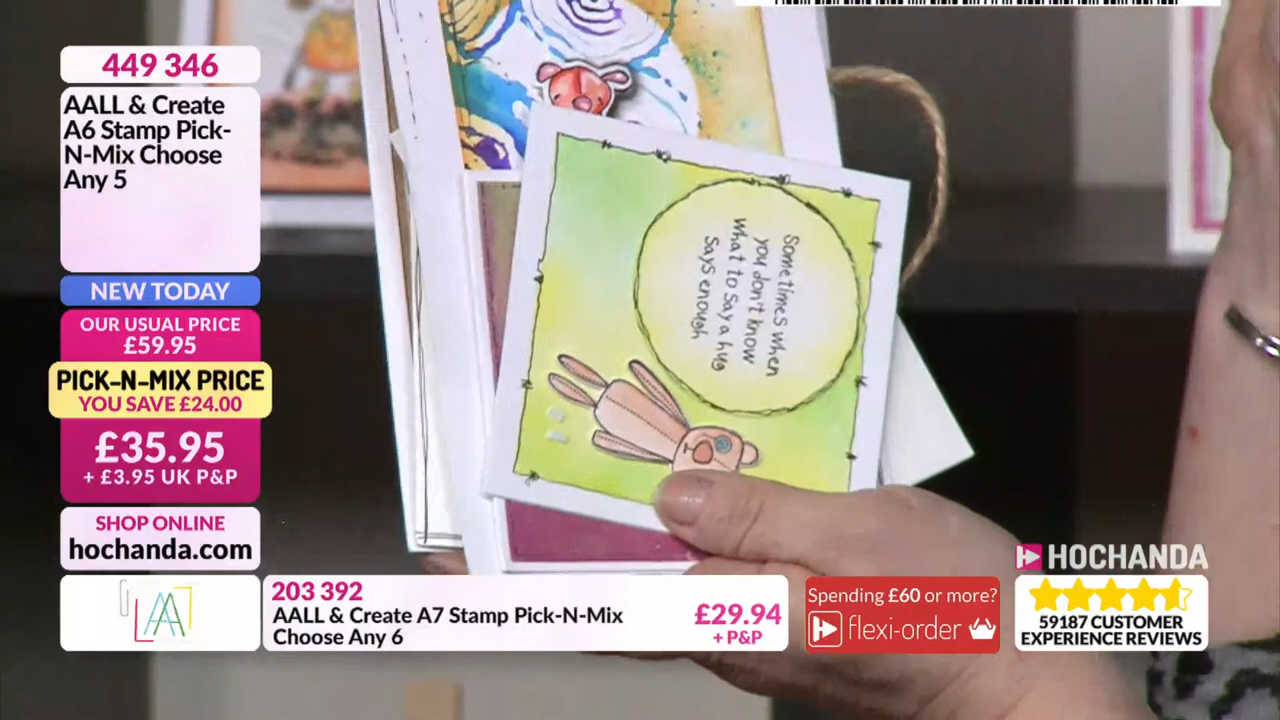 449 346
AALL & Create
A6 Stamp Pick-
N-Mix Choose
Any 5
NEW TODAY
OUR USUAL PRICE
£59.95
PICK-N-MIX PRICE
YOU SAVE £24.00
£35.95
+ £3.95 UK P&P
SHOP ONLINE
hochanda.com
Sometimes when
you don't know
what to say a hug
says enough
LAA
203 392
AALL & Create A7 Stamp Pick-N-Mix
Choose Any 6
£29.94
+ P&P
Spending £60 or more?
flexi-order
HOCHANDA
59187 CUSTOMER
EXPERIENCE REVIEWS